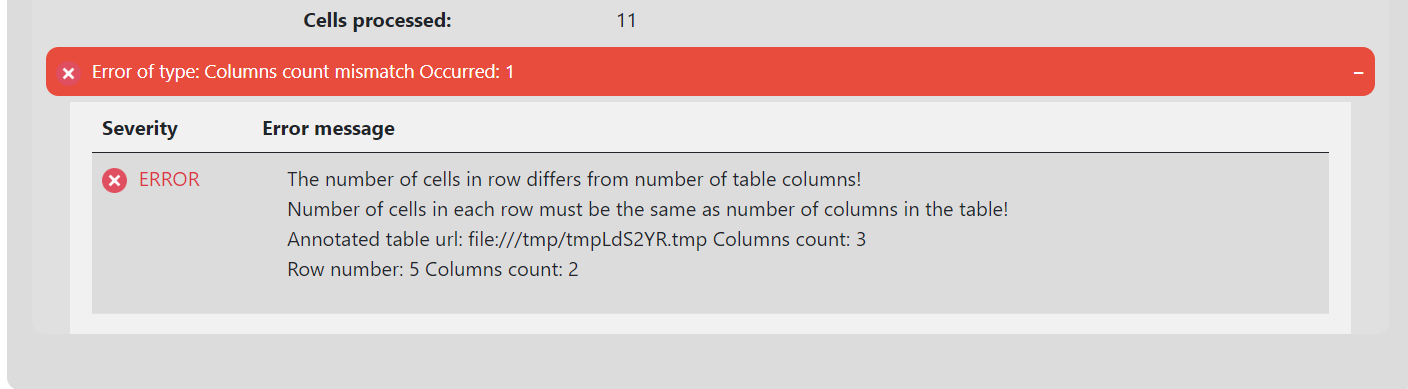 Cells processed: 11
Error of type: Columns count mismatch Occurred: 1
Severity Error message
ERROR The number of cells in row differs from number of table columns!
Number of cells in each row must be the same as number of columns in the table!
Annotated table url: file:///tmp/tmpLdS2YR.tmp Columns count: 3
Row number: 5 Columns count: 2